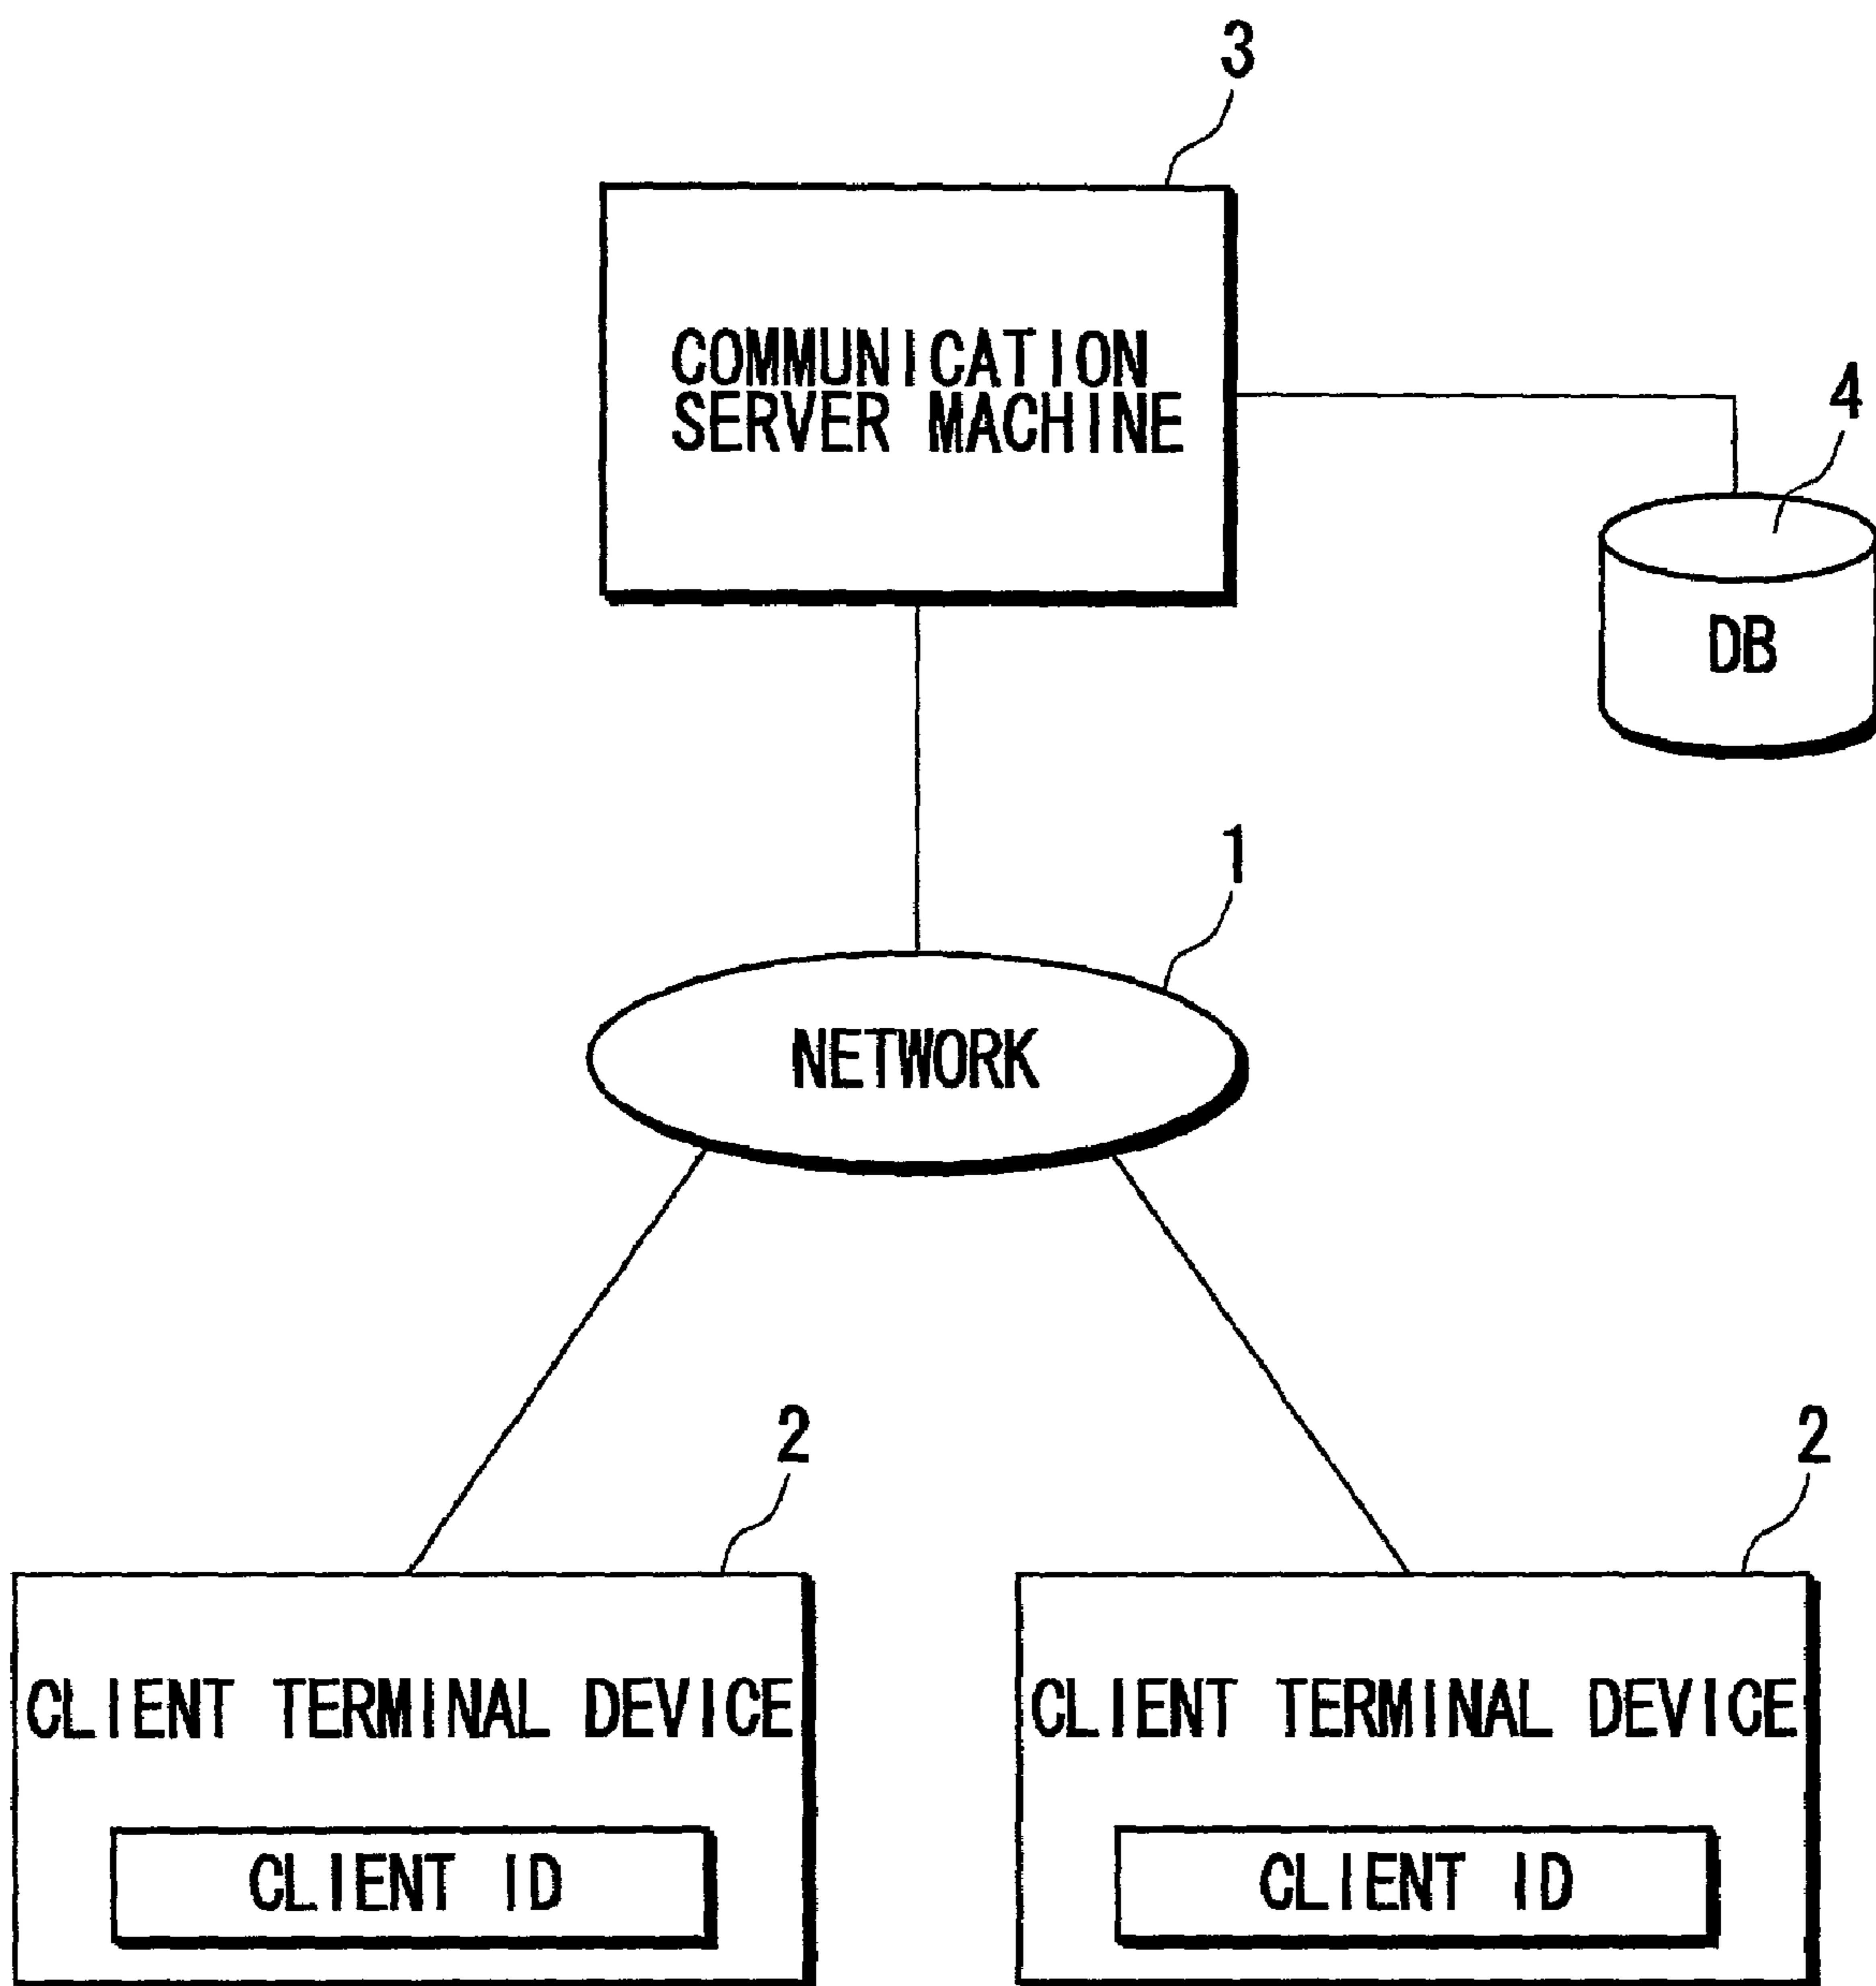 3
COMMUNICATION
SERVER MACHINE
4
DB
1
NETWORK
2
2
CLIENT TERMINAL DEVICE
CLIENT TERMINAL DEVICE
CLIENT ID
CLIENT ID